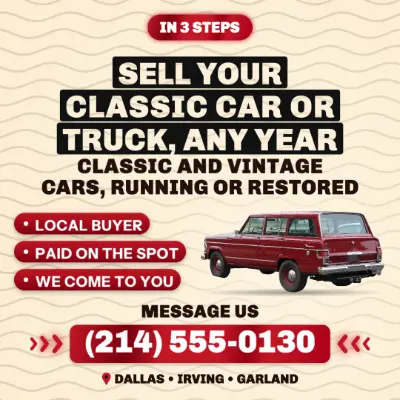 IN 3 STEPS
SELL YOUR
CLASSIC CAR OR
TRUCK, ANY YEAR
CLASSIC AND VINTAGE
CARS, RUNNING OR RESTORED
• LOCAL BUYER
• PAID ON THE SPOT
• WE COME TO YOU
MESSAGE US
››› (214) 555-0130 ‹‹‹
DALLAS • IRVING • GARLAND